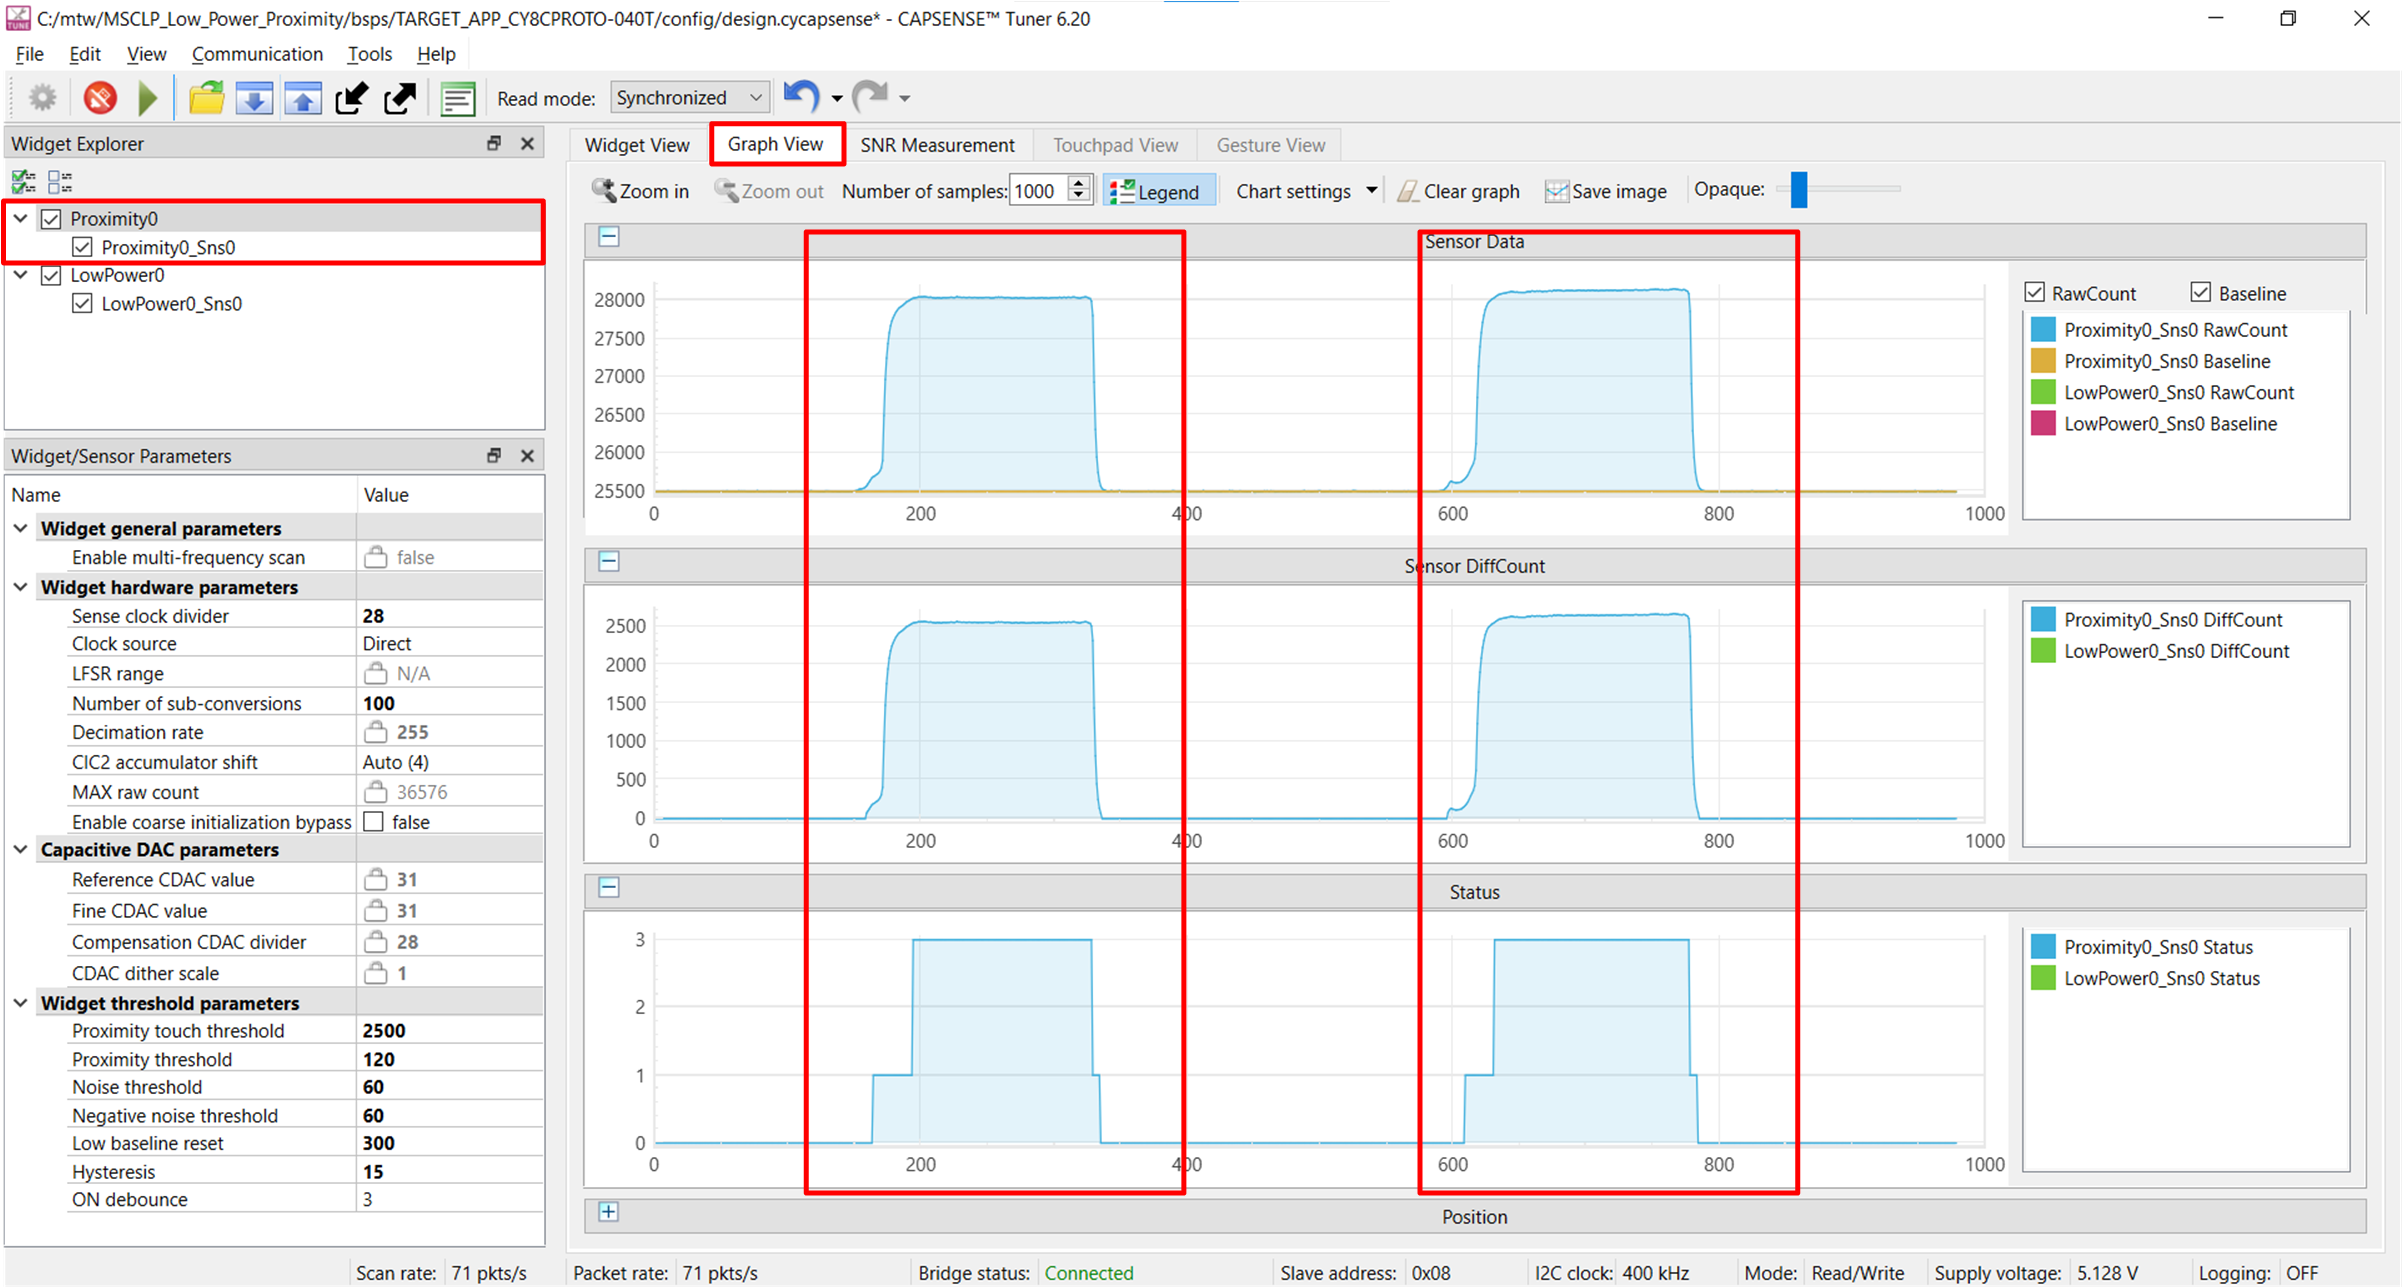 C:/mtw/MSCLP_Low_Power_Proximity/bsps/TARGET_APP_CY8CPROTO-040T/config/design.cycapsense* - CAPSENSE™ Tuner 6.20
File Edit View Communication Tools Help
TUNE
Read mode: Synchronized
Widget Explorer
Proximity0
Proximity0_Sns0
LowPower0
LowPower0_Sns0
Widget/Sensor Parameters
Name Value
Widget general parameters
Enable multi-frequency scan false
Widget hardware parameters
Sense clock divider 28
Clock source Direct
LFSR range N/A
Number of sub-conversions 100
Decimation rate 255
CIC2 accumulator shift Auto (4)
MAX raw count 36576
Enable coarse initialization bypass false
Capacitive DAC parameters
Reference CDAC value 31
Fine CDAC value 31
Compensation CDAC divider 28
CDAC dither scale 1
Widget threshold parameters
Proximity touch threshold 2500
Proximity threshold 120
Noise threshold 60
Negative noise threshold 60
Low baseline reset 300
Hysteresis 15
ON debounce 3
Widget View Graph View SNR Measurement Touchpad View Gesture View
Zoom in Zoom out Number of samples: 1000 Legend Chart settings Clear graph Save image Opaque:
Sensor Data
28000
27500
27000
26500
26000
25500
0 200 400 600 800 1000
RawCount Baseline
Proximity0_Sns0 RawCount
Proximity0_Sns0 Baseline
LowPower0_Sns0 RawCount
LowPower0_Sns0 Baseline
Sensor DiffCount
2500
2000
1500
1000
500
0
0 200 400 600 800 1000
Proximity0_Sns0 DiffCount
LowPower0_Sns0 DiffCount
Status
3
2
1
0
0 200 400 600 800 1000
Proximity0_Sns0 Status
LowPower0_Sns0 Status
Position
Scan rate: 71 pkts/s Packet rate: 71 pkts/s Bridge status: Connected Slave address: 0x08 I2C clock: 400 kHz Mode: Read/Write Supply voltage: 5.128 V Logging: OFF